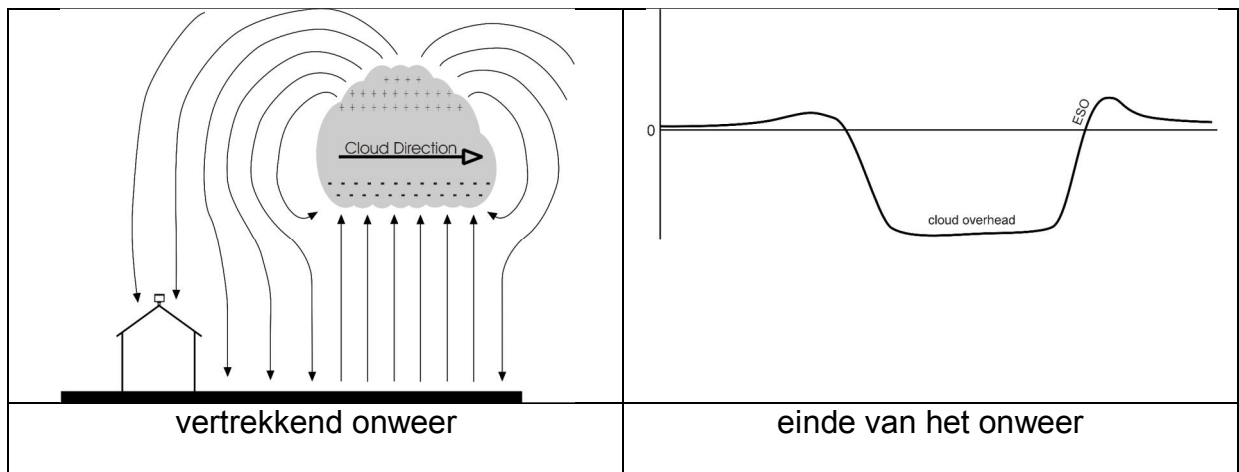 + + + +
+ + + + + + + + + +
+ + + + + + + + + + +
Cloud Direction
- - - - - - - - - - - - -
- - - - - - - - - - -
vertrekkend onweer
0
ESO
cloud overhead
einde van het onweer